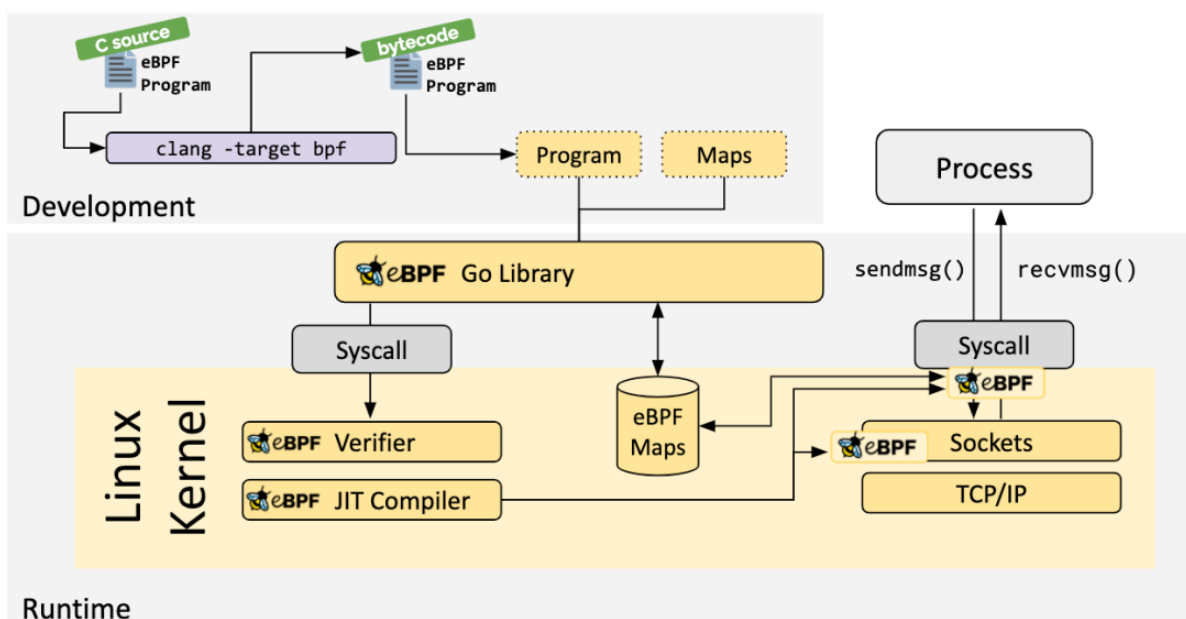 C source
eBPF
Program
bytecode
eBPF
Program
clang -target bpf
Program
Maps
Development
Process
eBPF Go Library
sendmsg()
recvmsg()
Syscall
Syscall
eBPF
Linux
Kernel
eBPF Verifier
eBPF
Maps
eBPF
Sockets
eBPF JIT Compiler
TCP/IP
Runtime